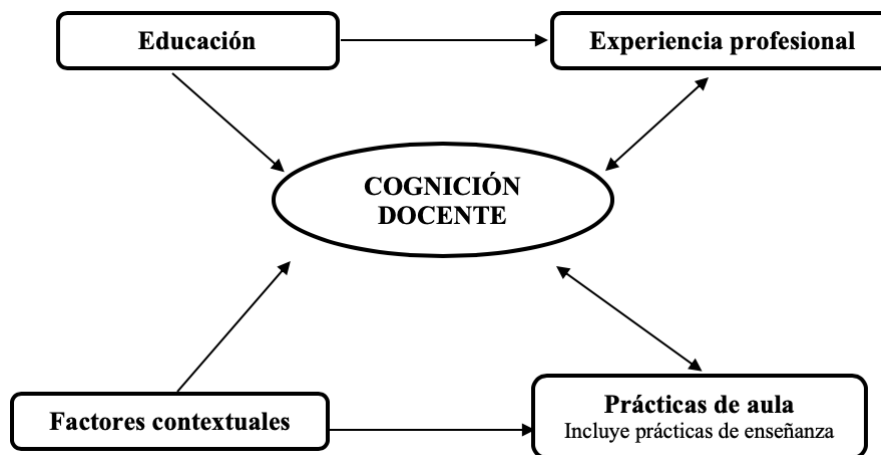 Educación
Experiencia profesional
COGNICIÓN
DOCENTE
Factores contextuales
Prácticas de aula
Incluye prácticas de enseñanza